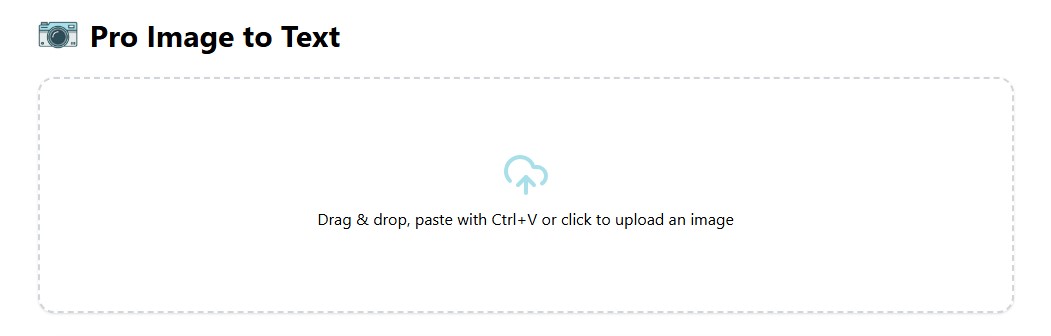 Pro Image to Text
Drag & drop, paste with Ctrl+V or click to upload an image